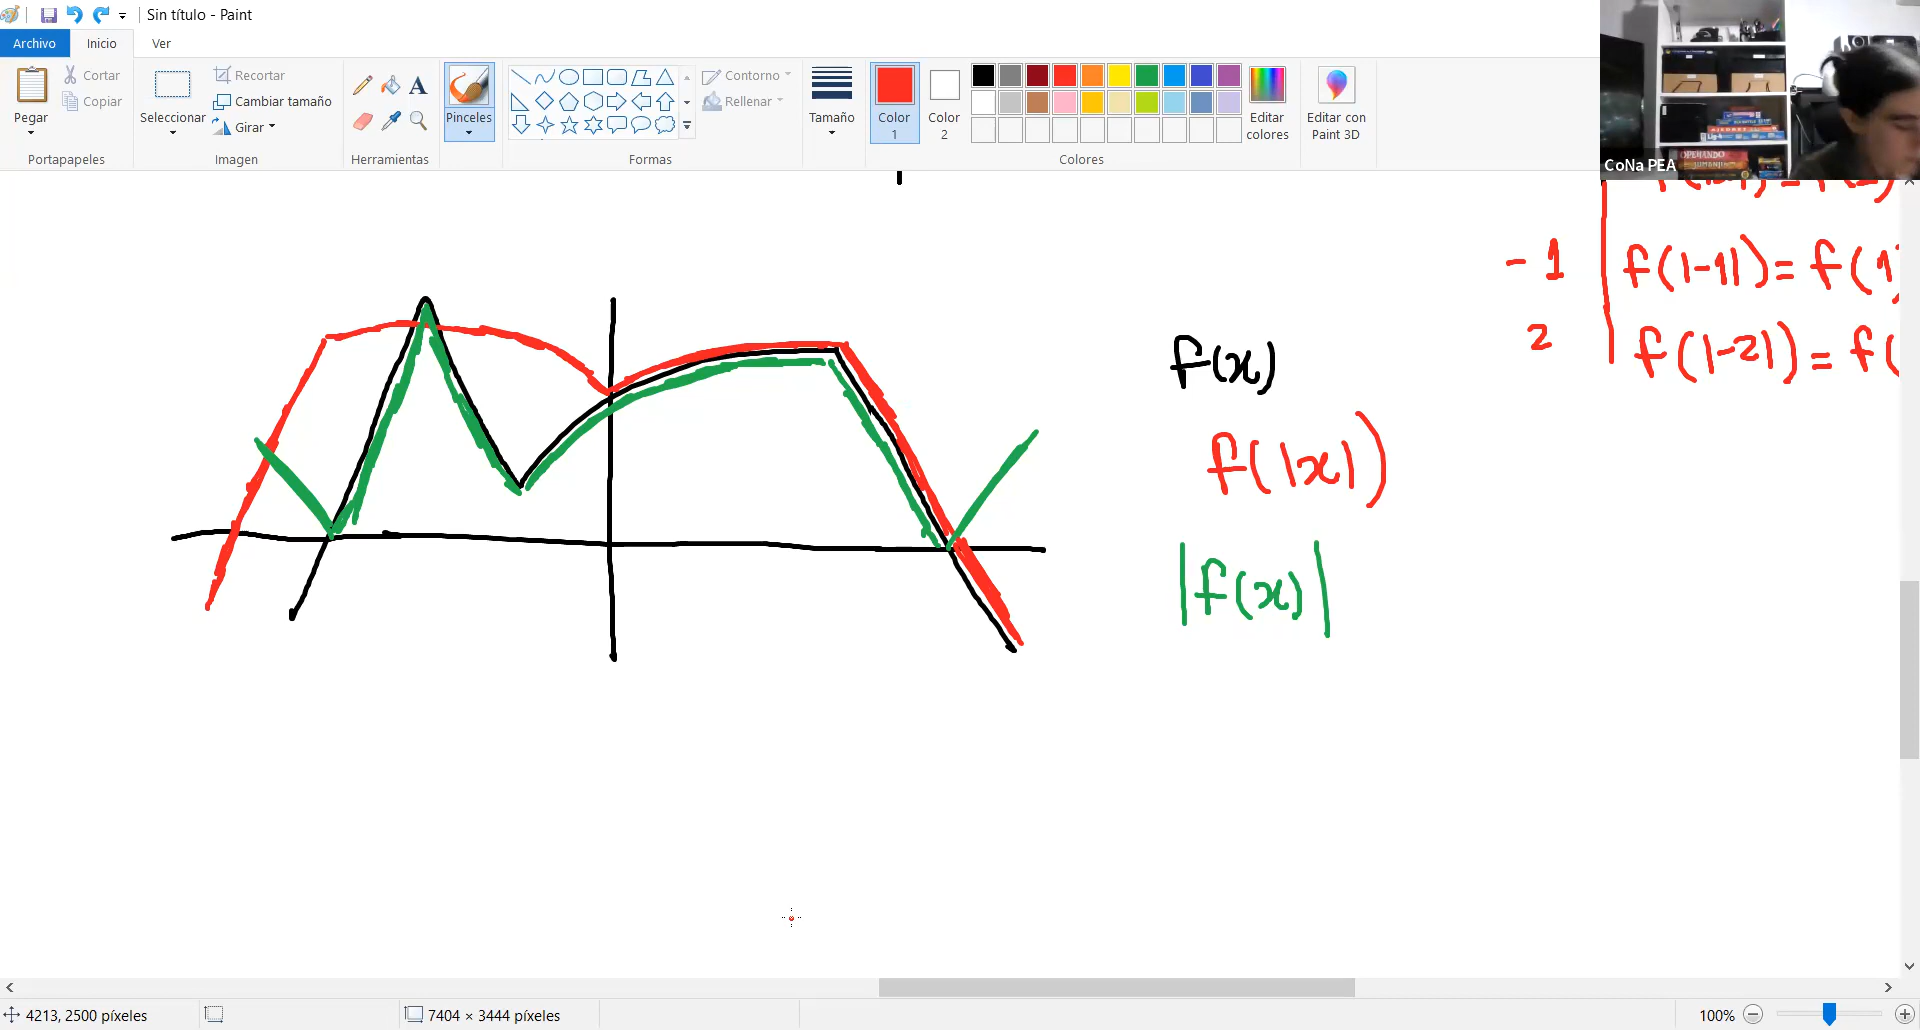 Sin título - Paint
Archivo Inicio Ver
Pegar
Cortar
Copiar
Portapapeles
Seleccionar
Recortar
Cambiar tamaño
Girar
Imagen
A
Herramientas
Pinceles
Contorno
Rellenar
Formas
Tamaño
Color 1
Color 2
Editar colores
Editar con Paint 3D
Colores
CoNa PEA
-1 f(|-1|) = f(1)
2 f(|-2|) = f(
f(x)
f(|x|)
|f(x)|
4213, 2500 píxeles
7404 × 3444 píxeles
100%